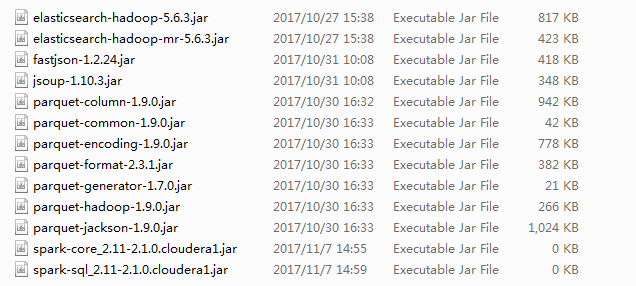 elasticsearch-hadoop-5.6.3.jar 2017/10/27 15:38 Executable Jar File 817 KB
elasticsearch-hadoop-mr-5.6.3.jar 2017/10/27 15:38 Executable Jar File 423 KB
fastjson-1.2.24.jar 2017/10/31 10:08 Executable Jar File 418 KB
jsoup-1.10.3.jar 2017/10/31 10:08 Executable Jar File 348 KB
parquet-column-1.9.0.jar 2017/10/30 16:32 Executable Jar File 942 KB
parquet-common-1.9.0.jar 2017/10/30 16:33 Executable Jar File 42 KB
parquet-encoding-1.9.0.jar 2017/10/30 16:33 Executable Jar File 778 KB
parquet-format-2.3.1.jar 2017/10/30 16:33 Executable Jar File 382 KB
parquet-generator-1.7.0.jar 2017/10/30 16:33 Executable Jar File 21 KB
parquet-hadoop-1.9.0.jar 2017/10/30 16:33 Executable Jar File 266 KB
parquet-jackson-1.9.0.jar 2017/10/30 16:33 Executable Jar File 1,024 KB
spark-core_2.11-2.1.0.cloudera1.jar 2017/11/7 14:55 Executable Jar File 0 KB
spark-sql_2.11-2.1.0.cloudera1.jar 2017/11/7 14:59 Executable Jar File 0 KB